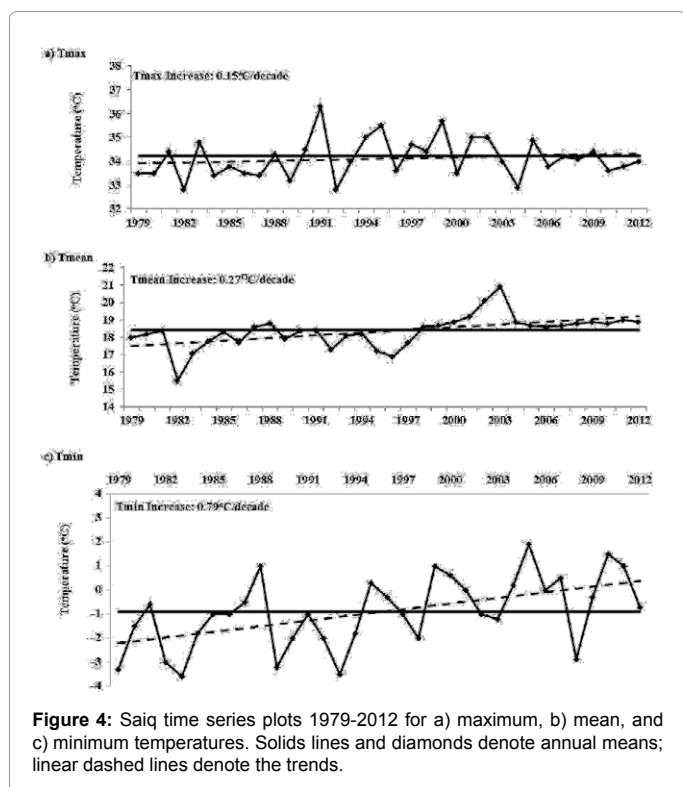 a) Tmax
Tmax Increase: 0.15°C/decade
Temperature (°C)
38
37
36
35
34
33
32
1979 1982 1985 1988 1991 1994 1997 2000 2003 2006 2009 2012
b) Tmean
Tmean Increase: 0.27°C/decade
Temperature (°C)
22
21
20
19
18
17
16
15
14
1979 1982 1985 1988 1991 1994 1997 2000 2003 2006 2009 2012
c) Tmin
1979 1982 1985 1988 1991 1994 1997 2000 2003 2006 2009 2012
Tmin Increase: 0.79°C/decade
Temperature (°C)
4
3
2
1
0
-1
-2
-3
-4
Figure 4: Saiq time series plots 1979-2012 for a) maximum, b) mean, and
c) minimum temperatures. Solids lines and diamonds denote annual means;
linear dashed lines denote the trends.